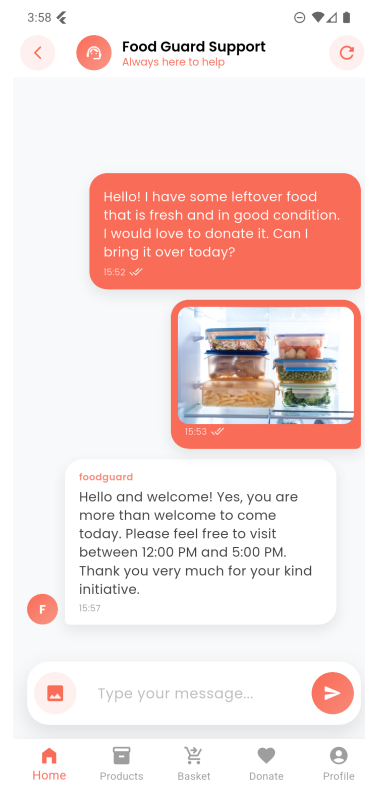 3:58
Food Guard Support
Always here to help
Hello! I have some leftover food
that is fresh and in good condition.
I would love to donate it. Can I
bring it over today?
15:52
15:53
foodguard
Hello and welcome! Yes, you are
more than welcome to come
today. Please feel free to visit
between 12:00 PM and 5:00 PM.
Thank you very much for your kind
initiative.
F
15:57
Type your message...
Home Products Basket Donate Profile